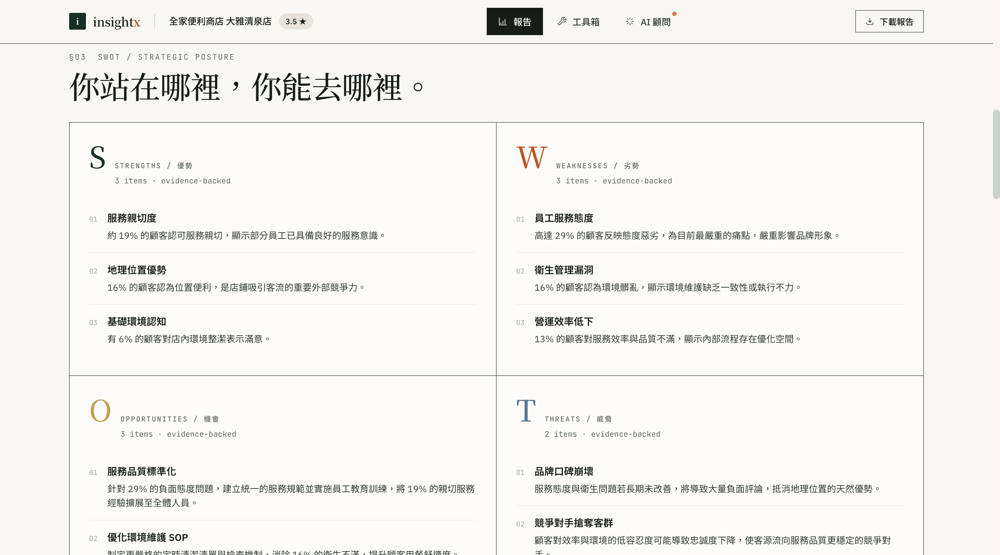 i insightx 全家便利商店 大雅清泉店 3.5 ★ 報告 工具箱 AI 顧問 下載報告
§03 SWOT / STRATEGIC POSTURE
你站在哪裡，你能去哪裡。
S STRENGTHS / 優勢
3 items · evidence-backed
01 服務親切度
約 19% 的顧客認可服務親切，顯示部分員工已具備良好的服務意識。
02 地理位置優勢
16% 的顧客認為位置便利，是店鋪吸引客流的重要外部競爭力。
03 基礎環境認知
有 6% 的顧客對店內環境整潔表示滿意。
W WEAKNESSES / 劣勢
3 items · evidence-backed
01 員工服務態度
高達 29% 的顧客反映態度惡劣，為目前最嚴重的痛點，嚴重影響品牌形象。
02 衛生管理漏洞
16% 的顧客認為環境髒亂，顯示環境維護缺乏一致性或執行不力。
03 營運效率低下
13% 的顧客對服務效率與品質不滿，顯示內部流程存在優化空間。
O OPPORTUNITIES / 機會
3 items · evidence-backed
01 服務品質標準化
針對 29% 的負面態度問題，建立統一的服務規範並實施員工教育訓練，將 19% 的親切服務
經驗擴展至全體人員。
02 優化環境維護 SOP
制定更嚴格的定時清潔清單與檢查機制，消除 16% 的衛生不滿，提升顧客用餐舒適度。
T THREATS / 威脅
2 items · evidence-backed
01 品牌口碑崩壞
服務態度與衛生問題若長期未改善，將導致大量負面評論，抵消地理位置的天然優勢。
02 競爭對手搶奪客群
顧客對效率與環境的低容忍度可能導致忠誠度下降，使客源流向服務品質更穩定的競爭對
手。